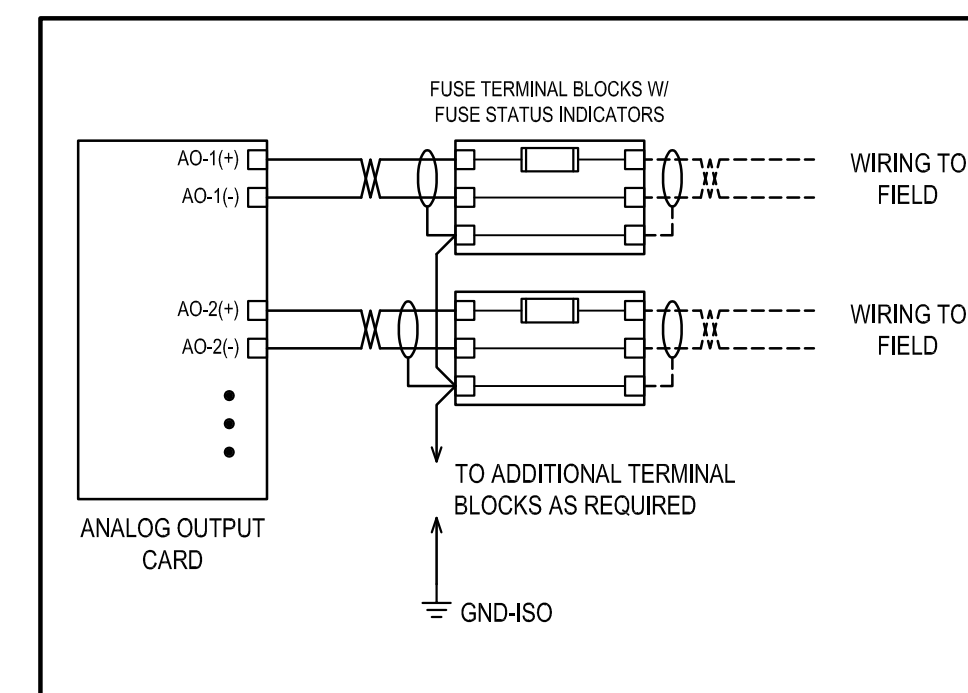 FUSE TERMINAL BLOCKS W/
FUSE STATUS INDICATORS
AO-1(+)
AO-1(-)
WIRING TO
FIELD
AO-2(+)
AO-2(-)
WIRING TO
FIELD
TO ADDITIONAL TERMINAL
BLOCKS AS REQUIRED
ANALOG OUTPUT
CARD
GND-ISO